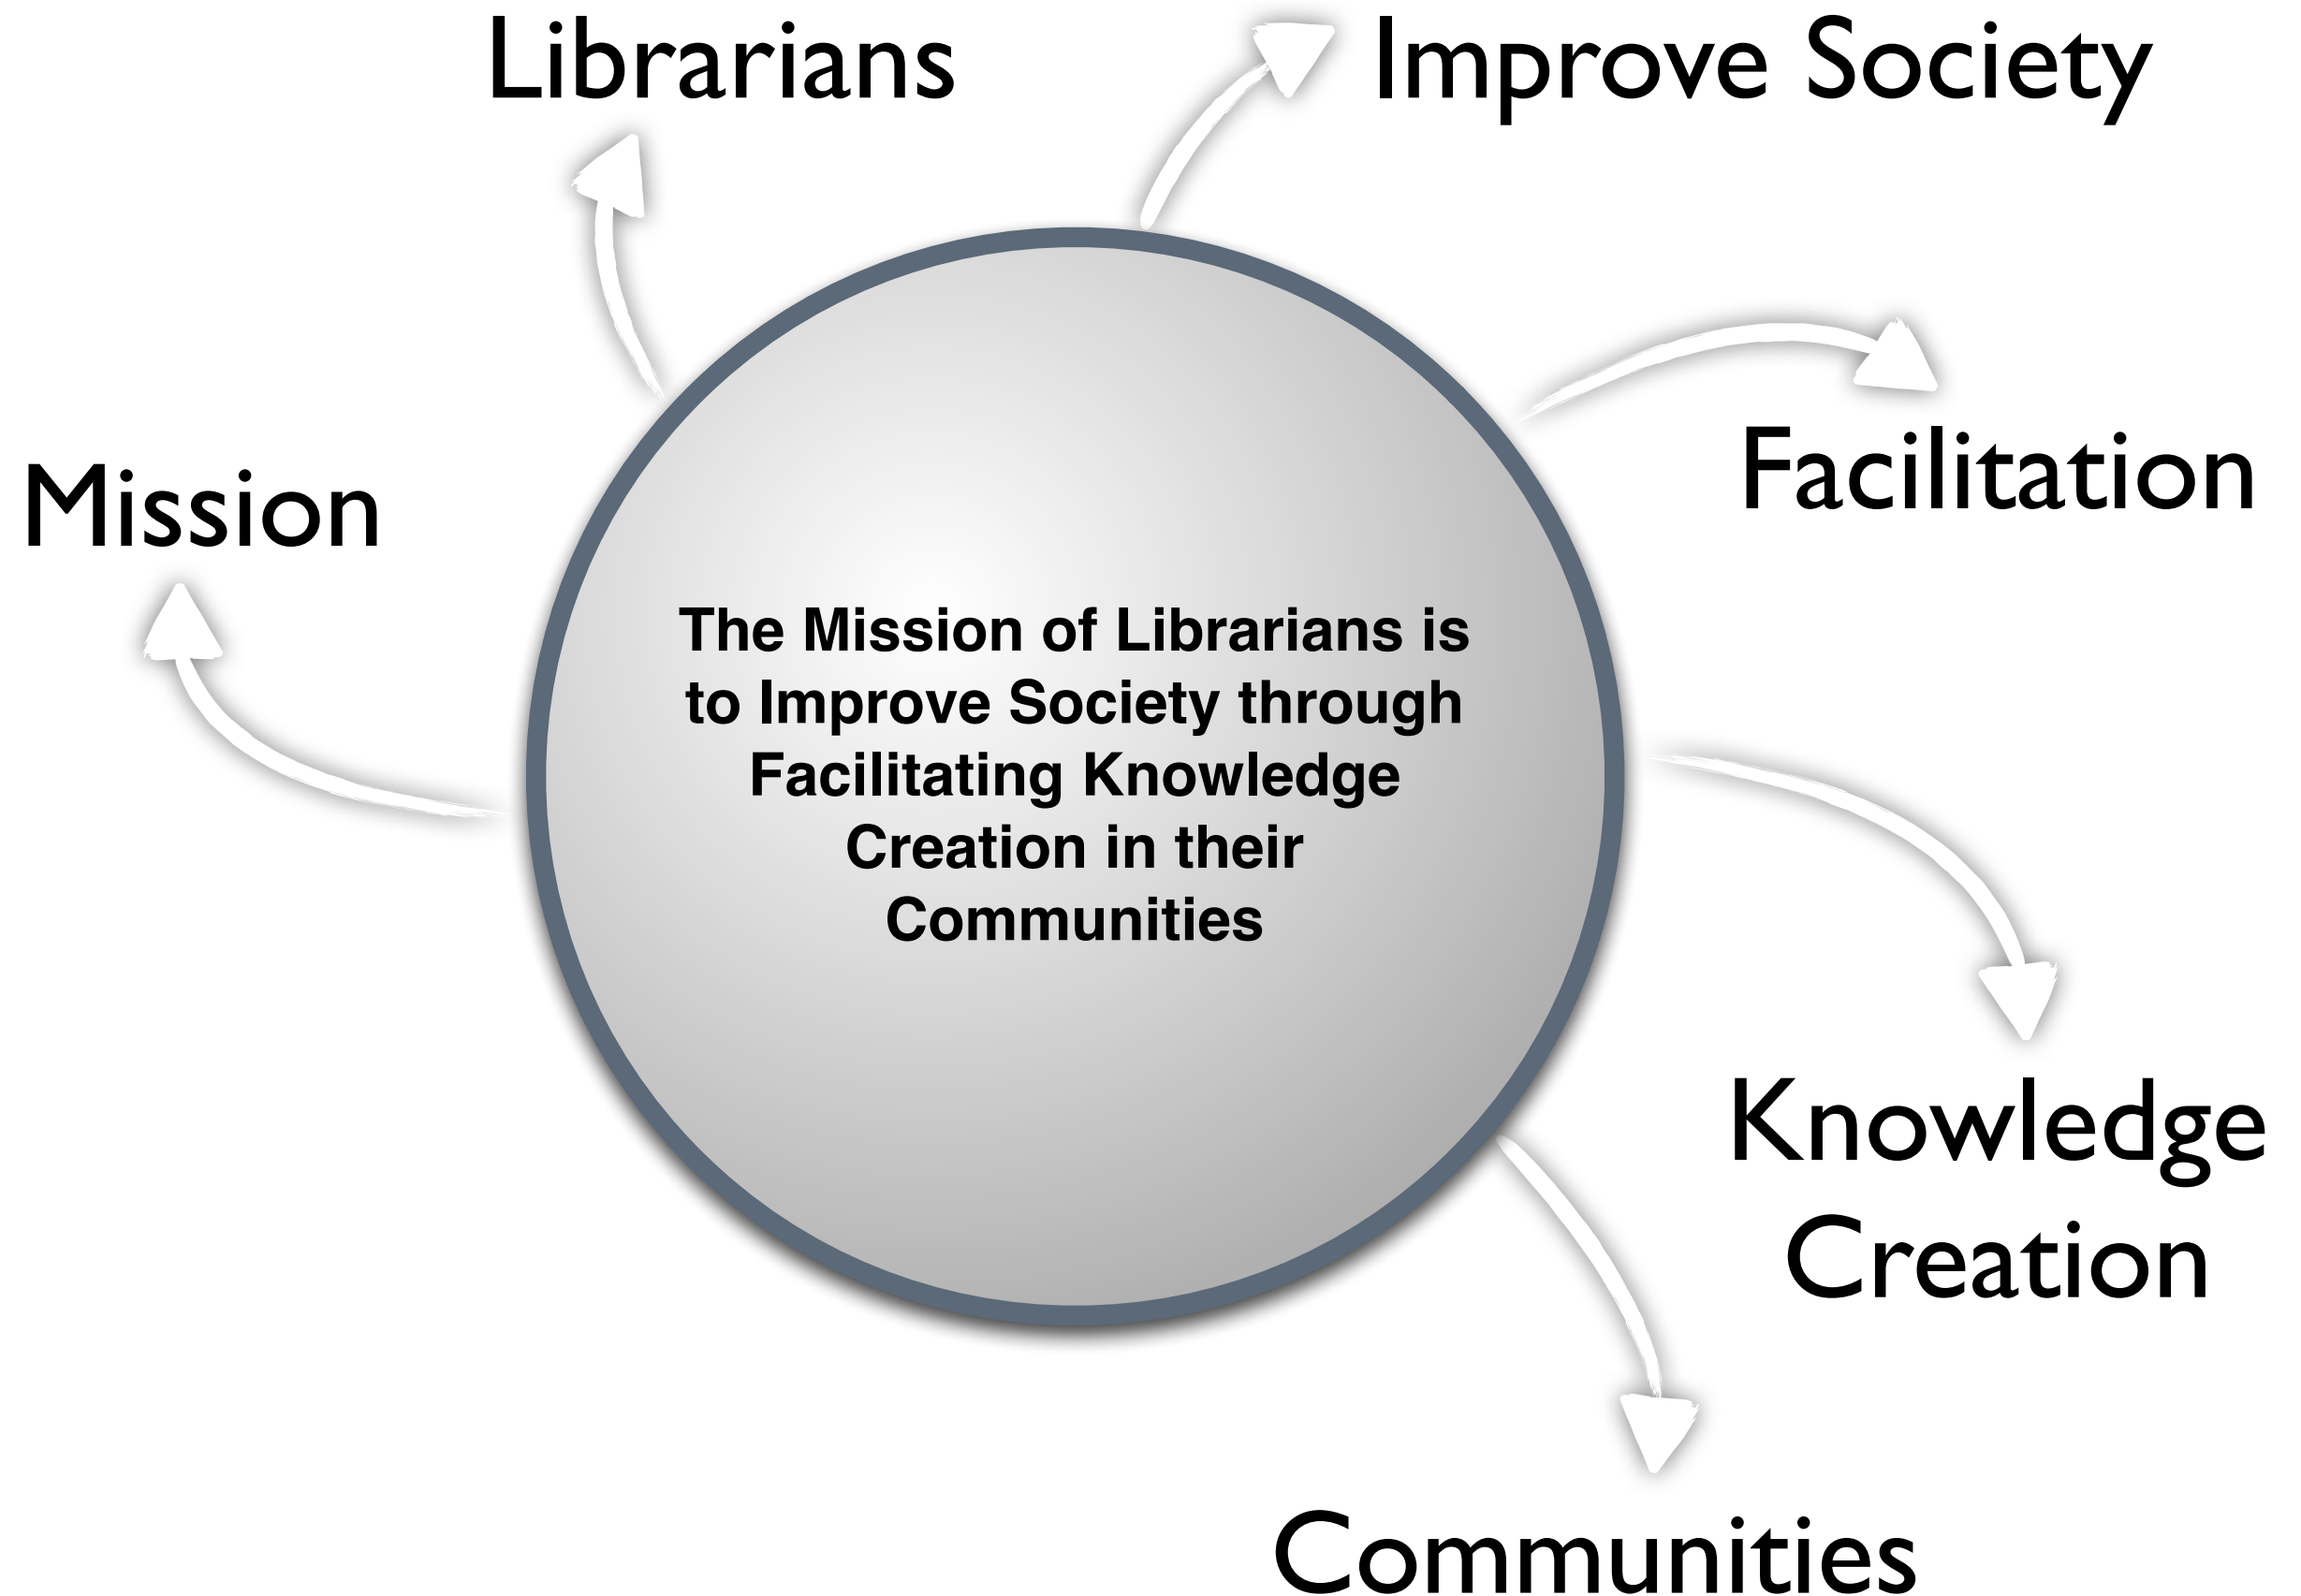 Librarians
Improve Society
Facilitation
Mission
The Mission of Librarians is
to Improve Society through
Facilitating Knowledge
Creation in their
Communities
Knowledge
Creation
Communities